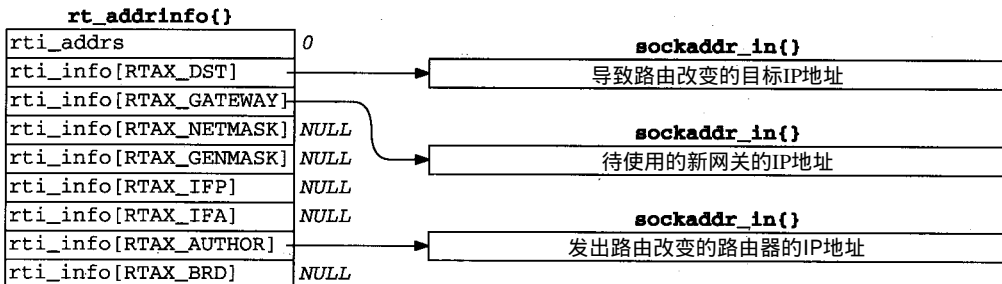 rt_addrinfo{}
rti_addrs 0
rti_info[RTAX_DST]
rti_info[RTAX_GATEWAY]
rti_info[RTAX_NETMASK] NULL
rti_info[RTAX_GENMASK] NULL
rti_info[RTAX_IFP] NULL
rti_info[RTAX_IFA] NULL
rti_info[RTAX_AUTHOR]
rti_info[RTAX_BRD] NULL
sockaddr_in{}
导致路由改变的目标IP地址
sockaddr_in{}
待使用的新网关的IP地址
sockaddr_in{}
发出路由改变的路由器的IP地址